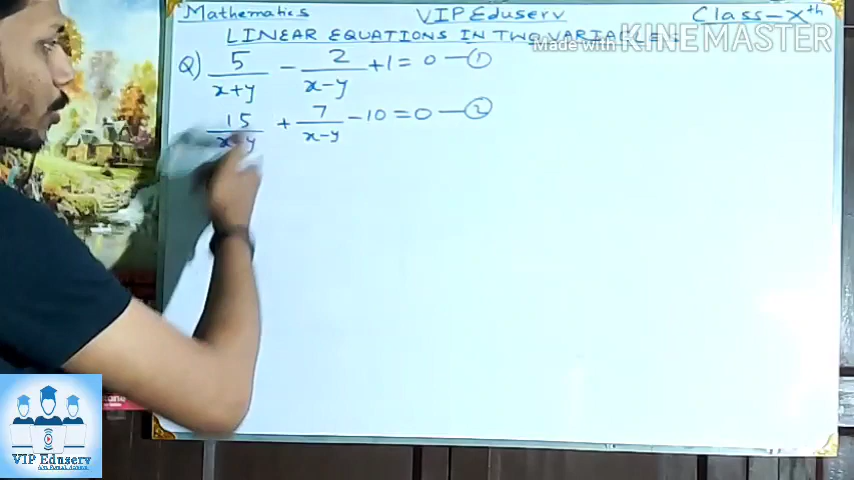 Mathematics VIP Eduserv Class-Xth
LINEAR EQUATIONS IN TWO VARIABLES
Made with KINEMASTER
Q) 5/x+y - 2/x-y +1 = 0 —①
15/x+y + 7/x-y -10 = 0 —②
VIP Eduserv